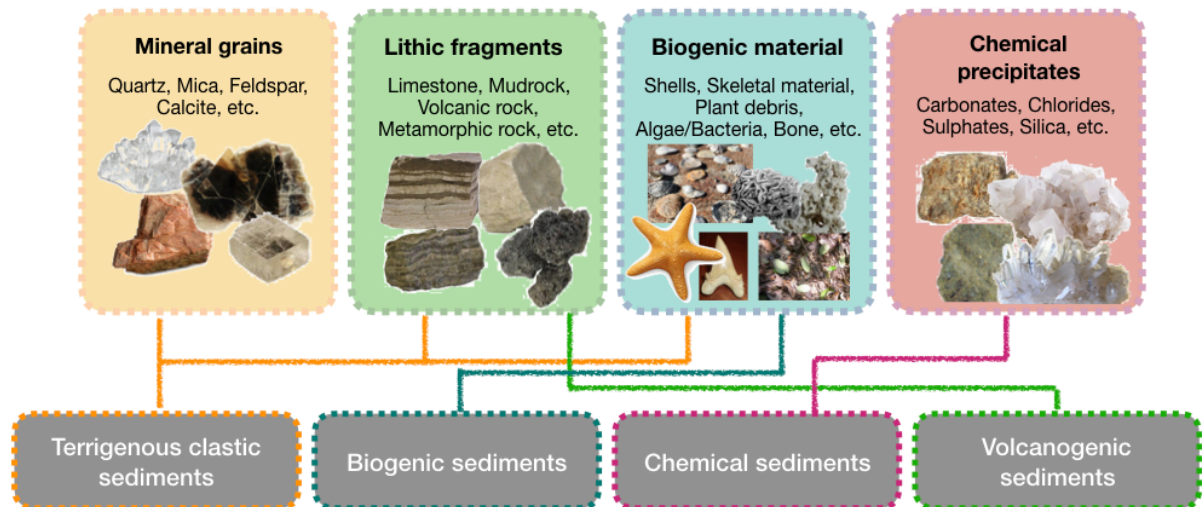 Mineral grains
Quartz, Mica, Feldspar,
Calcite, etc.
Lithic fragments
Limestone, Mudrock,
Volcanic rock,
Metamorphic rock, etc.
Biogenic material
Shells, Skeletal material,
Plant debris,
Algae/Bacteria, Bone, etc.
Chemical
precipitates
Carbonates, Chlorides,
Sulphates, Silica, etc.
Terrigenous clastic
sediments
Biogenic sediments
Chemical sediments
Volcanogenic
sediments